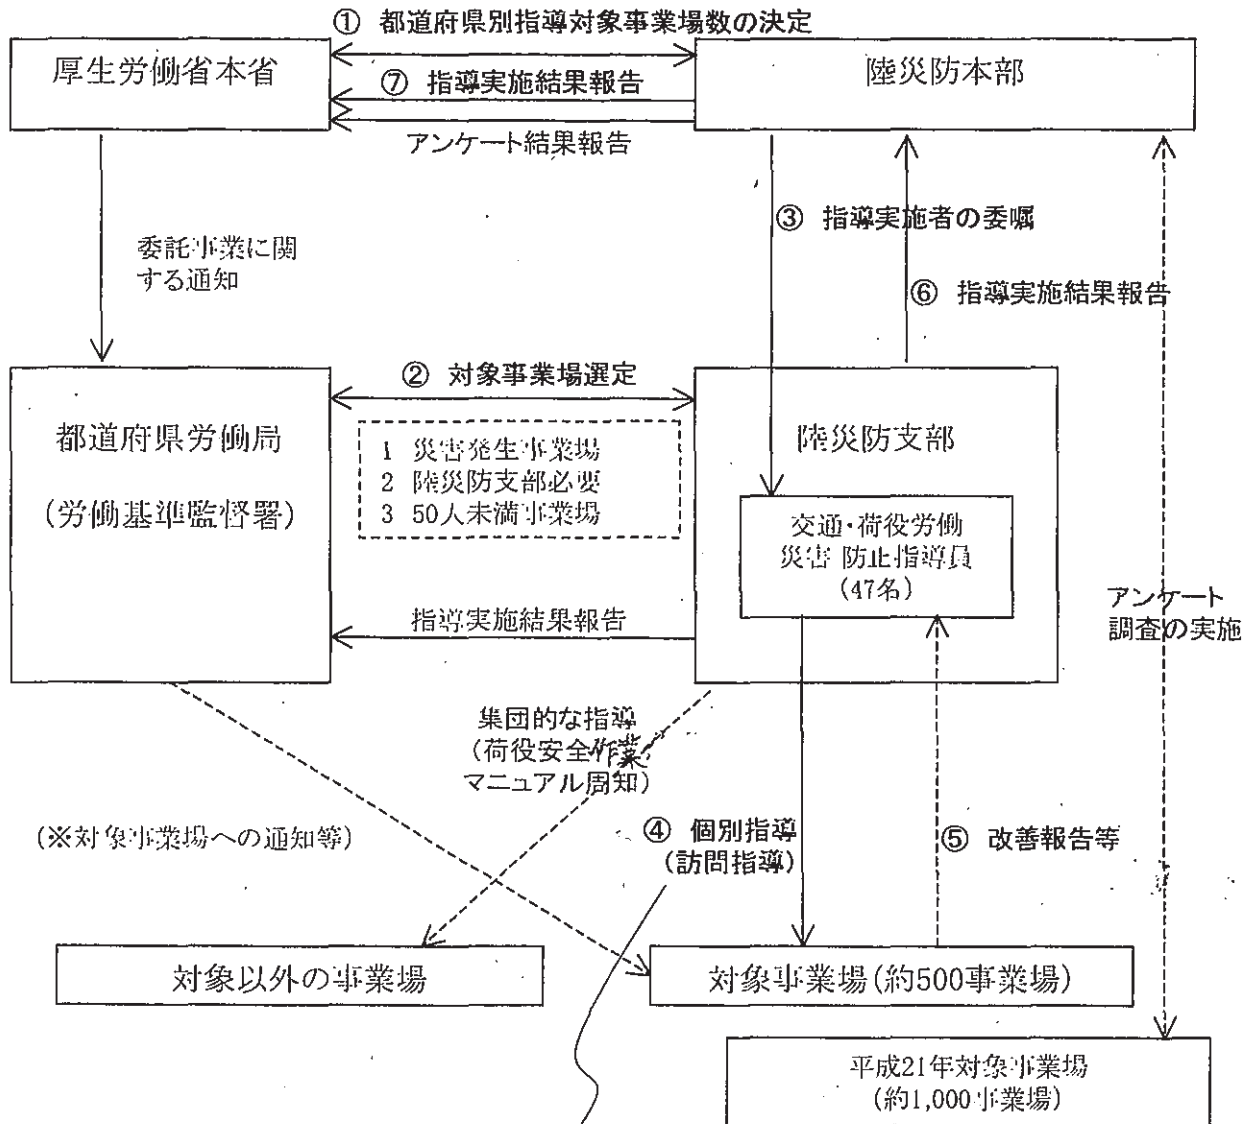 ① 都道府県別指導対象事業場数の決定
厚生労働省本省
陸災防本部
⑦ 指導実施結果報告
アンケート結果報告
③ 指導実施者の委嘱
委託事業に関
する通知
⑥ 指導実施結果報告
② 対象事業場選定
都道府県労働局
(労働基準監督署)
1 災害発生事業場
2 陸災防支部必要
3 50人未満事業場
陸災防支部
交通・荷役労働
災害 防止指導員
(47名)
アンケート
調査の実施
指導実施結果報告
集団的な指導
(荷役安全作業
マニュアル周知)
(※対象事業場への通知等)
④ 個別指導
(訪問指導)
⑤ 改善報告等
対象以外の事業場
対象事業場(約500事業場)
平成21年対象事業場
(約1,000事業場)